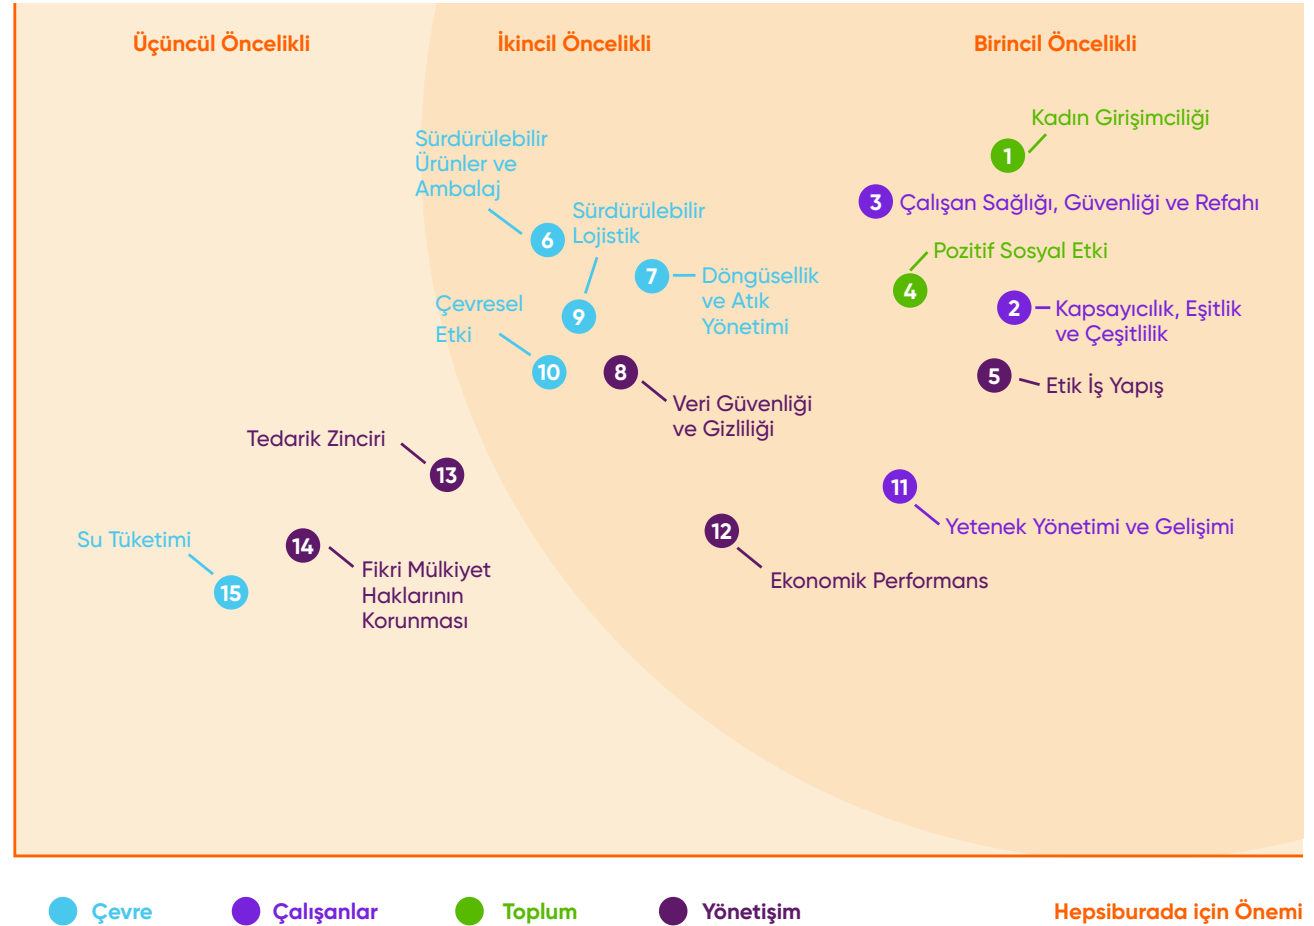 Üçüncül Öncelikli
İkincil Öncelikli
Birincil Öncelikli
Kadın Girişimciliği
1
Sürdürülebilir
Ürünler ve
Ambalaj
3
Çalışan Sağlığı, Güvenliği ve Refahı
Sürdürülebilir
Lojistik
6
Pozitif Sosyal Etki
4
7
Döngüsellik
ve Atık
Yönetimi
Çevresel
Etki
9
2
Kapsayıcılık, Eşitlik
ve Çeşitlilik
10
8
5
Etik İş Yapış
Veri Güvenliği
ve Gizliliği
Tedarik Zinciri
13
11
Yetenek Yönetimi ve Gelişimi
Su Tüketimi
14
12
Fikri Mülkiyet
Haklarının
Korunması
Ekonomik Performans
15
Çevre
Çalışanlar
Toplum
Yönetişim
Hepsiburada için Önemi